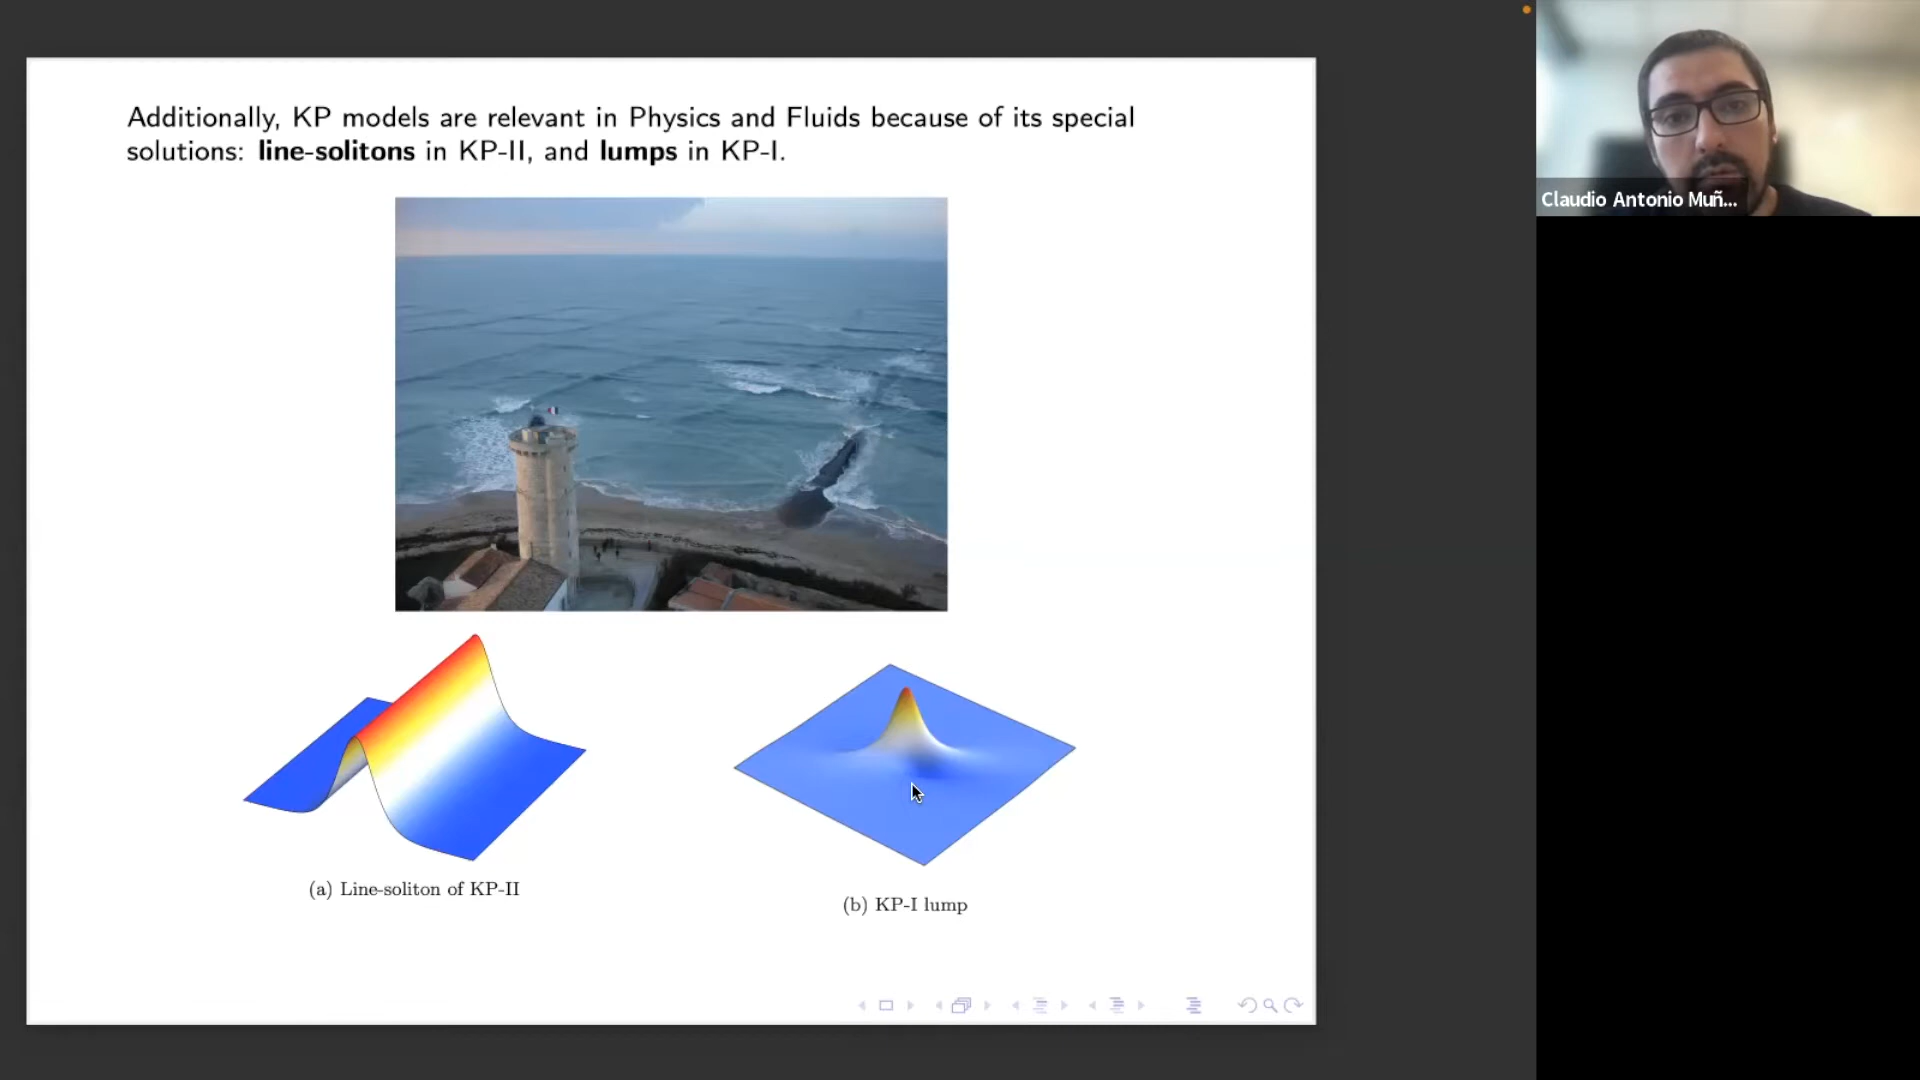 Additionally, KP models are relevant in Physics and Fluids because of its special
solutions: line-solitons in KP-II, and lumps in KP-I.
(a) Line-soliton of KP-II
(b) KP-I lump
Claudio Antonio Muñ...